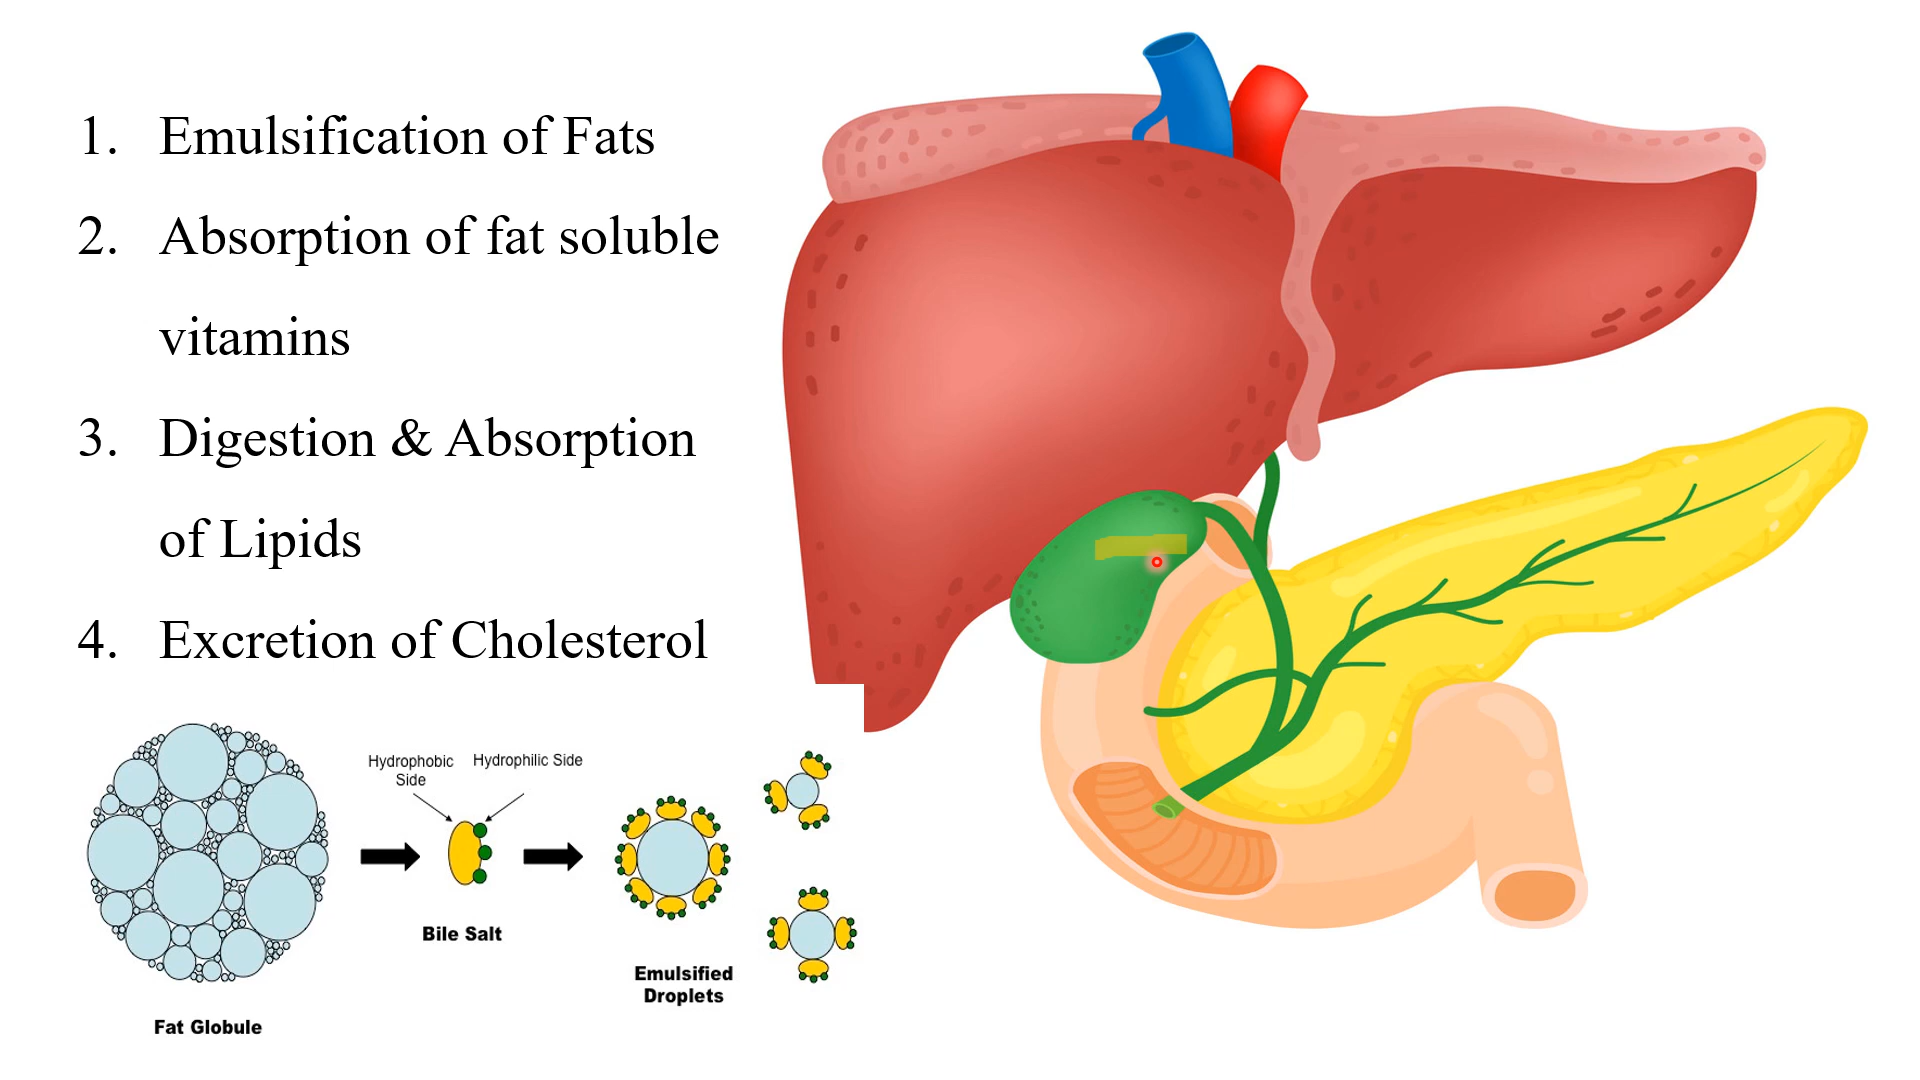 1. Emulsification of Fats
2. Absorption of fat soluble
vitamins
3. Digestion & Absorption
of Lipids
4. Excretion of Cholesterol
Hydrophobic
Side
Hydrophilic Side
Bile Salt
Emulsified
Droplets
Fat Globule